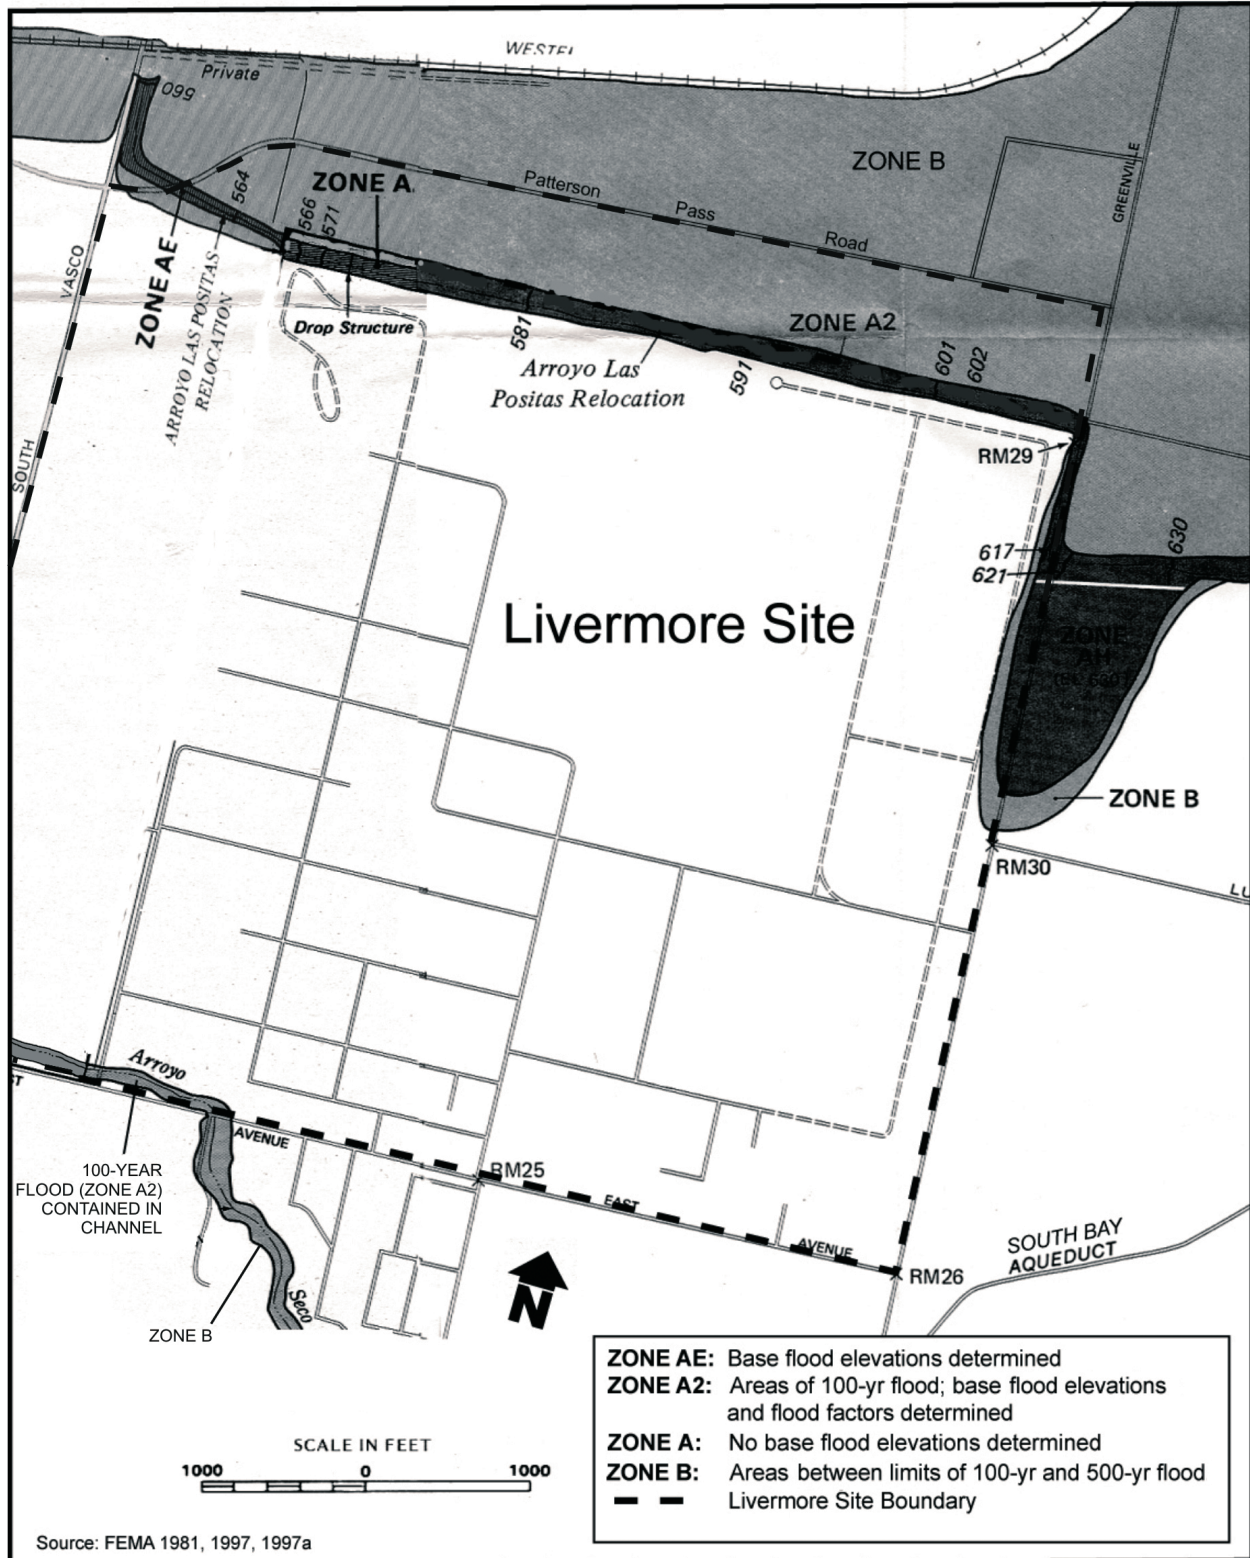 Private
560
ZONE B
ZONE A
Patterson
Pass
Road
GREENVILLE
564
566
571
ZONE AE
ARROYO LAS POSITAS
RELOCATION
VASCO
SOUTH
Drop Structure
581
Arroyo Las
Positas Relocation
591
ZONE A2
601
602
RM29
617
621
630
Livermore Site
ZONE
AH
ZONE B
RM30
LU
Arroyo
ST
AVENUE
100-YEAR
FLOOD (ZONE A2)
CONTAINED IN
CHANNEL
RM25
EAST
AVENUE
SOUTH BAY
AQUEDUCT
RM26
Seco
ZONE B
N
ZONE AE: Base flood elevations determined
ZONE A2: Areas of 100-yr flood; base flood elevations
and flood factors determined
ZONE A: No base flood elevations determined
ZONE B: Areas between limits of 100-yr and 500-yr flood
Livermore Site Boundary
SCALE IN FEET
1000 0 1000
Source: FEMA 1981, 1997, 1997a